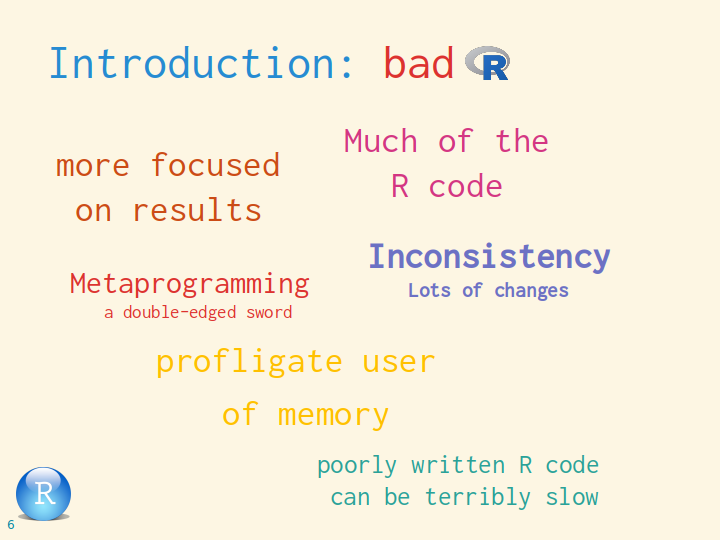 Introduction: bad R
more focused
on results
Much of the
R code
Inconsistency
Lots of changes
Metaprogramming
a double-edged sword
profligate user
of memory
poorly written R code
can be terribly slow
R
6